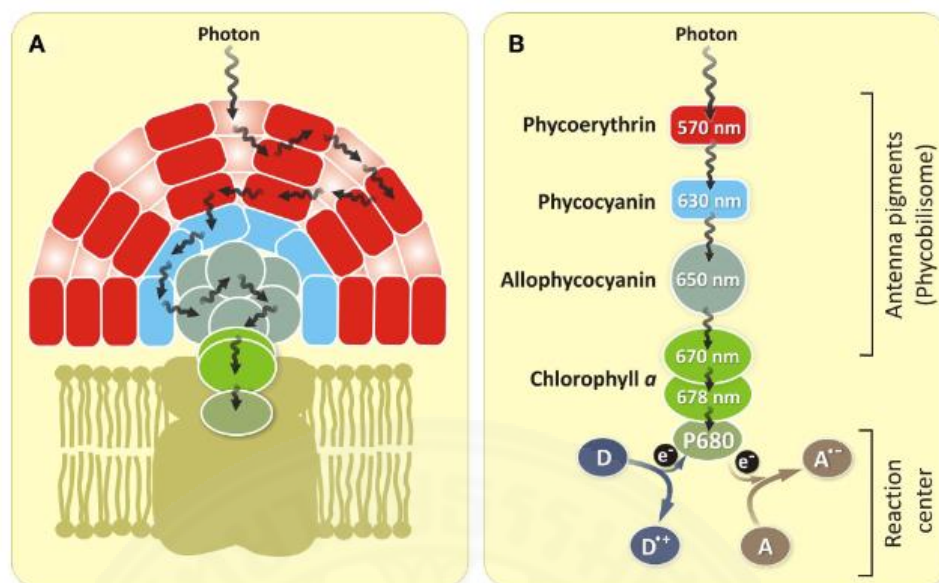 A
Photon
B
Photon
Phycoerythrin
570 nm
Phycocyanin
630 nm
Allophycocyanin
650 nm
Chlorophyll a
670 nm
678 nm
P680
Antenna pigments
(Phycobilisome)
D
e⁻
e⁻
A•−
D•+
A
Reaction
center